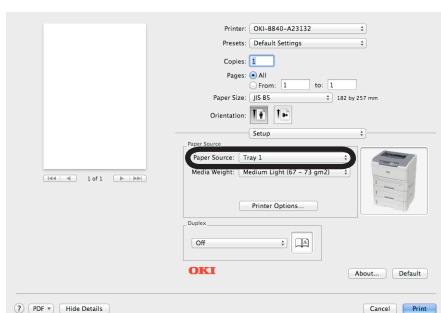 Printer: OKI-8840-A23132
Presets: Default Settings
Copies: 1
Pages: All
From: 1 to: 1
Paper Size: JIS B5 182 by 257 mm
Orientation:
Setup
Paper Source
Paper Source: Tray 1
Media Weight: Medium Light (67 - 73 gm2)
1 of 1
Printer Options...
Duplex
Off
OKI
About... Default
? PDF Hide Details Cancel Print